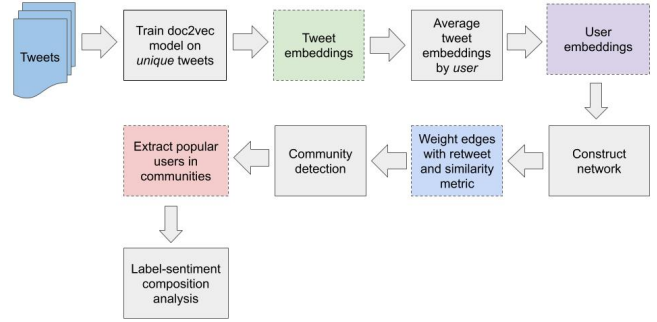 Tweets
Train doc2vec
model on
unique tweets
Tweet
embeddings
Average
tweet
embeddings
by user
User
embeddings
Construct
network
Weight edges
with retweet
and similarity
metric
Community
detection
Extract popular
users in
communities
Label-sentiment
composition
analysis